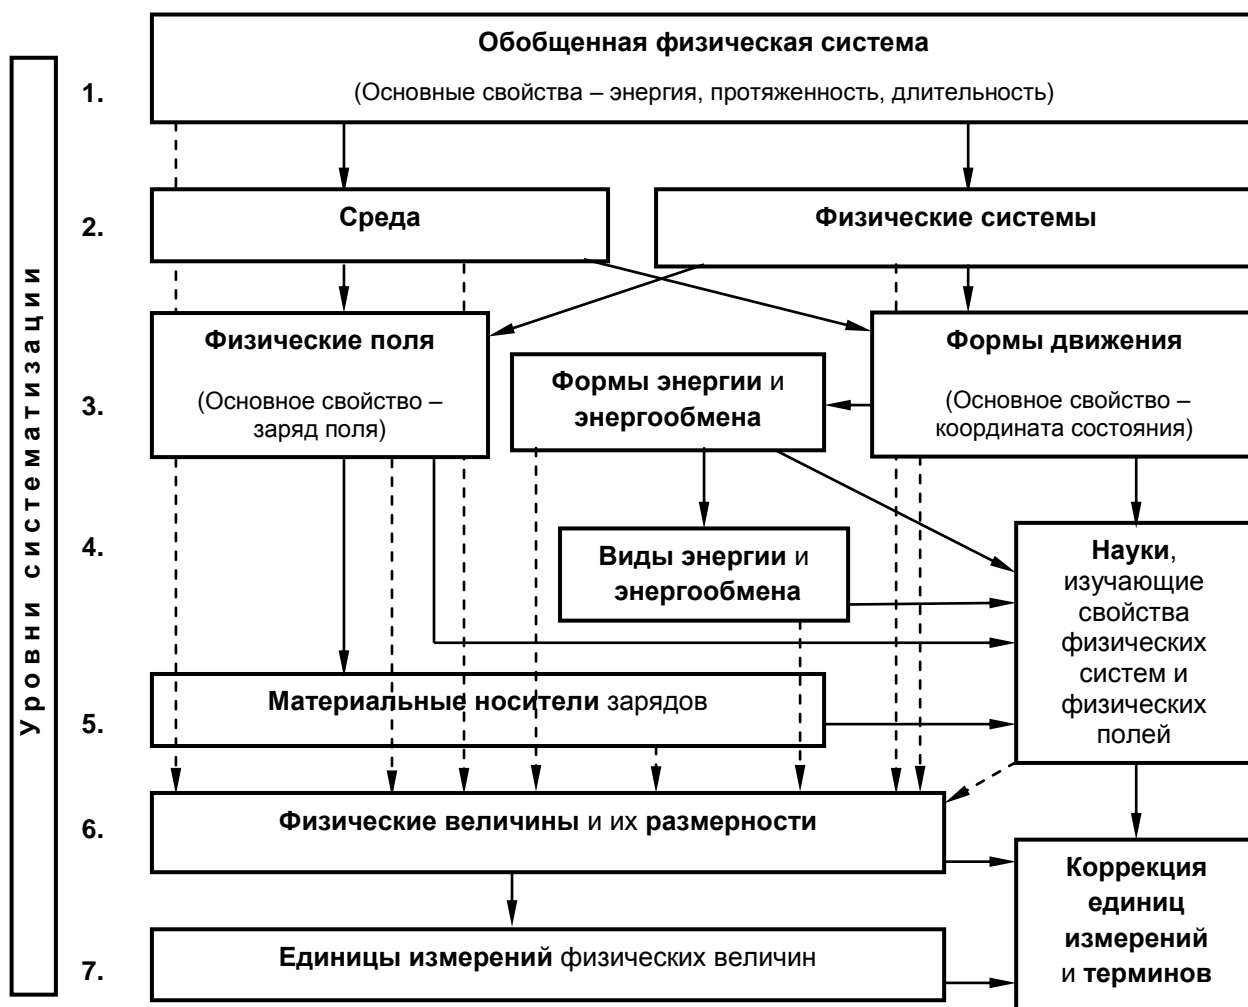 Уровни систематизации
1.
Обобщенная физическая система
(Основные свойства – энергия, протяженность, длительность)
2.
Среда
Физические системы
3.
Физические поля
(Основное свойство –
заряд поля)
Формы энергии и
энергообмена
Формы движения
(Основное свойство –
координата состояния)
4.
Виды энергии и
энергообмена
Науки,
изучающие
свойства
физических
систем и
физических
полей
5.
Материальные носители зарядов
6.
Физические величины и их размерности
7.
Единицы измерений физических величин
Коррекция
единиц
измерений
и терминов